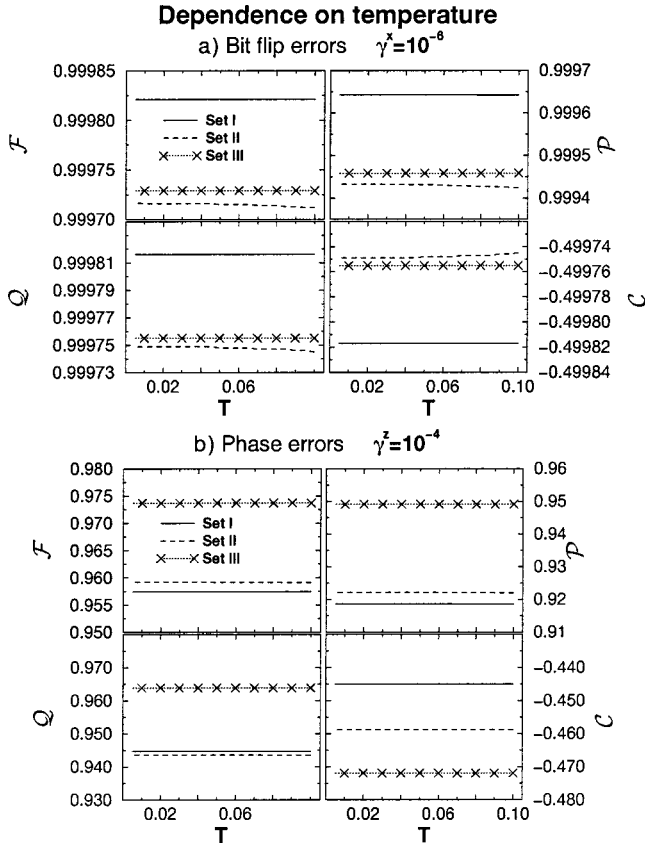 Dependence on temperature
a) Bit flip errors γˣ=10⁻⁶
0.99985
0.99980
0.99975
0.99970
ℱ
Set I
Set II
Set III
0.9997
0.9996
0.9995
0.9994
𝒫
0.99981
0.99979
0.99977
0.99975
0.99973
𝒬
0.02
0.06
T
−0.49974
−0.49976
−0.49978
−0.49980
−0.49982
−0.49984
𝒞
0.02
0.06
0.10
T
b) Phase errors γᶻ=10⁻⁴
0.980
0.975
0.970
0.965
0.960
0.955
0.950
ℱ
Set I
Set II
Set III
0.96
0.95
0.94
0.93
0.92
0.91
𝒫
0.970
0.960
0.950
0.940
0.930
𝒬
0.02
0.06
T
−0.440
−0.450
−0.460
−0.470
−0.480
𝒞
0.02
0.06
0.10
T